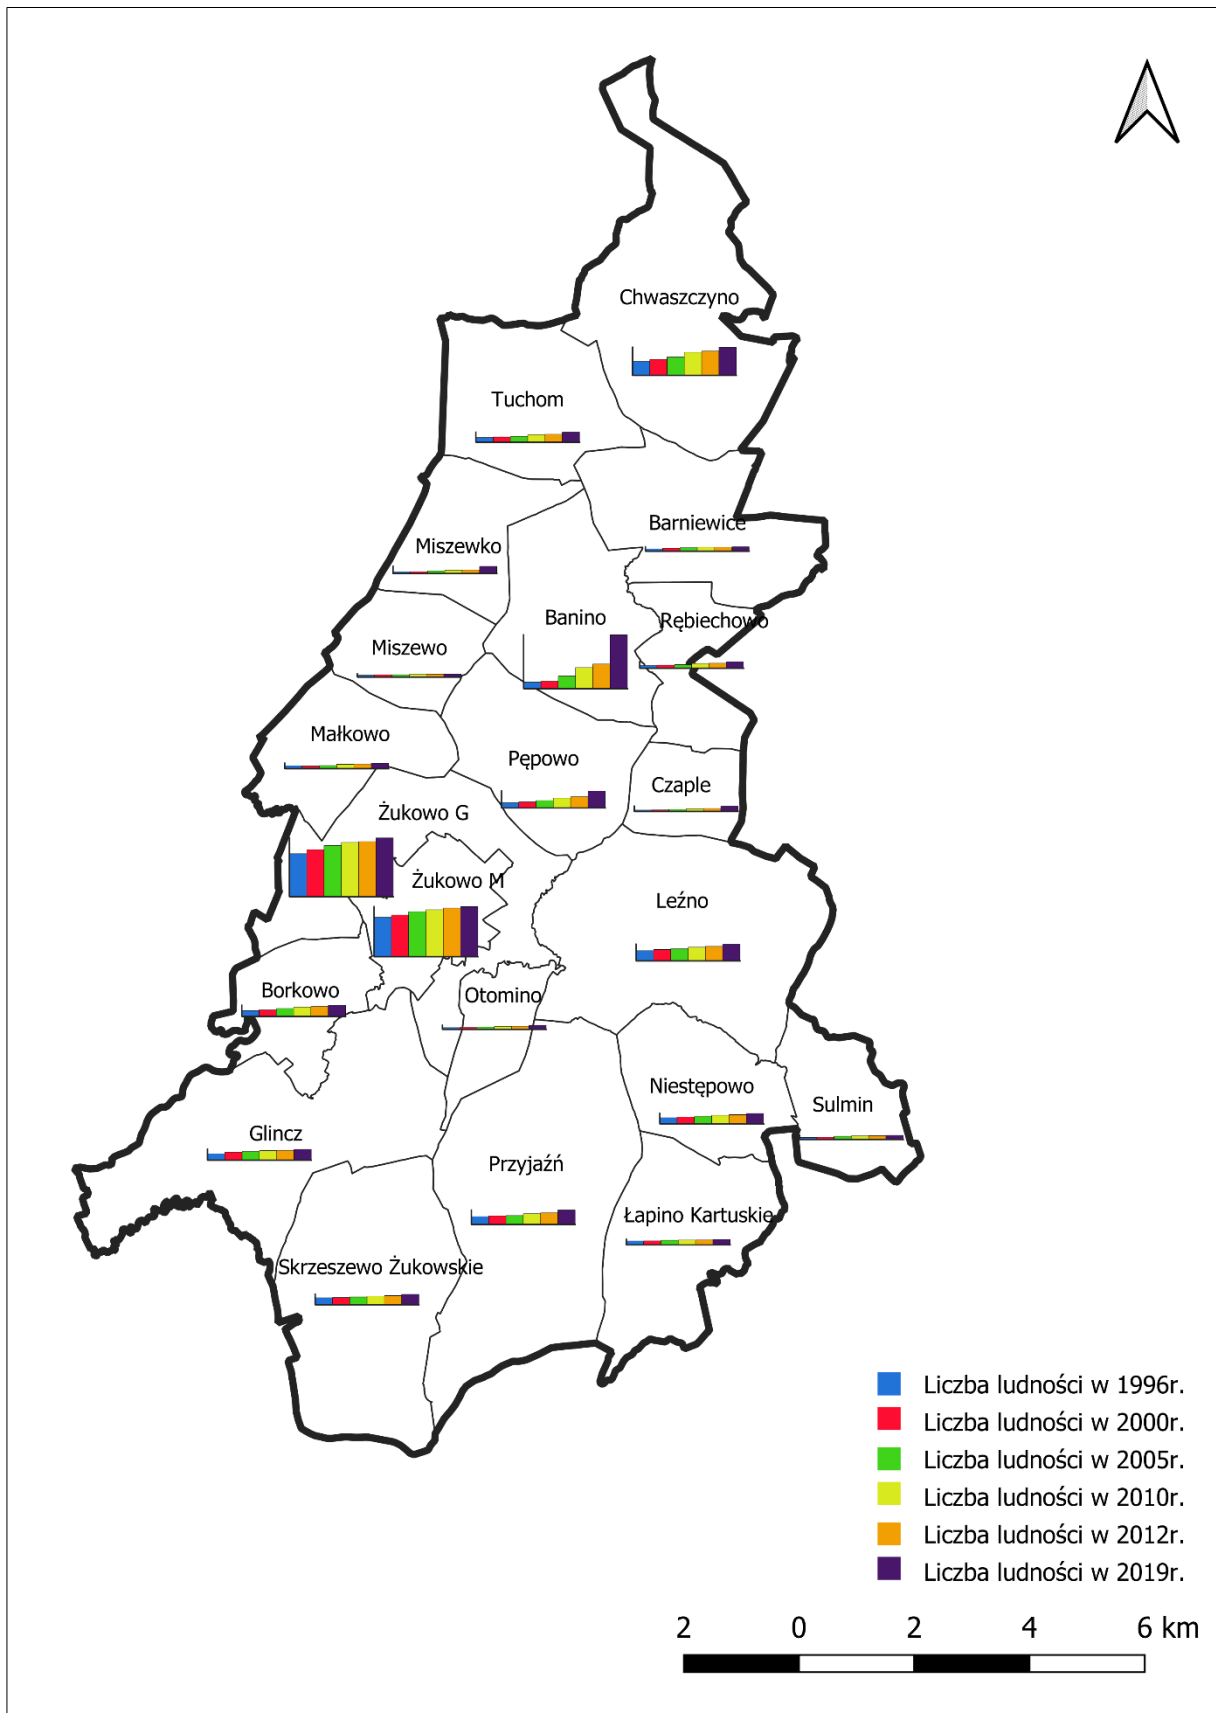 Chwaszczyno
Tuchom
Barniewice
Miszewko
Banino
Rębiechowo
Miszewo
Małkowo
Pępowo
Czaple
Żukowo G
Żukowo M
Leźno
Borkowo
Otomino
Niestępowo
Sulmin
Glincz
Przyjaźń
Łapino Kartuskie
Skrzeszewo Żukowskie
Liczba ludności w 1996r.
Liczba ludności w 2000r.
Liczba ludności w 2005r.
Liczba ludności w 2010r.
Liczba ludności w 2012r.
Liczba ludności w 2019r.
2 0 2 4 6 km